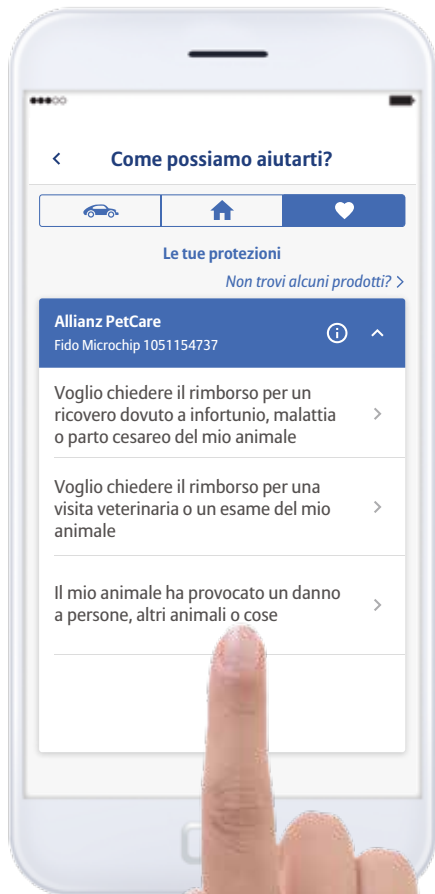 Come possiamo aiutarti?
Le tue protezioni
Non trovi alcuni prodotti?
Allianz PetCare
Fido Microchip 1051154737
Voglio chiedere il rimborso per un
ricovero dovuto a infortunio, malattia
o parto cesareo del mio animale
Voglio chiedere il rimborso per una
visita veterinaria o un esame del mio
animale
Il mio animale ha provocato un danno
a persone, altri animali o cose